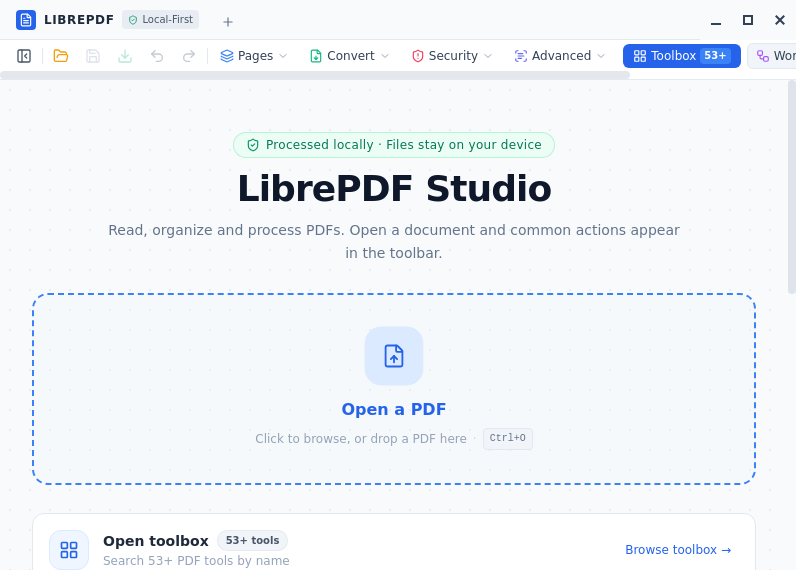 LIBREPDF Local-First
Pages Convert Security Advanced Toolbox 53+
Processed locally · Files stay on your device
LibrePDF Studio
Read, organize and process PDFs. Open a document and common actions appear
in the toolbar.
Open a PDF
Click to browse, or drop a PDF here · Ctrl+O
Open toolbox 53+ tools
Search 53+ PDF tools by name
Browse toolbox →